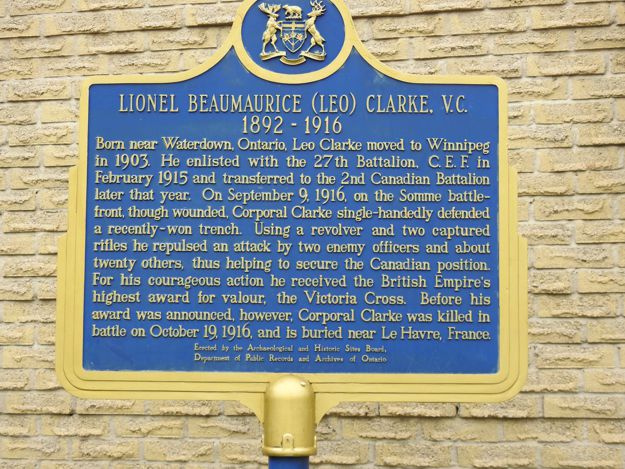 LIONEL BEAUMAURICE (LEO) CLARKE, V.C.
1892 - 1916
Born near Waterdown, Ontario, Leo Clarke moved to Winnipeg
in 1903. He enlisted with the 27th Battalion, C.E.F. in
February 1915 and transferred to the 2nd Canadian Battalion
later that year. On September 9, 1916, on the Somme battle-
front, though wounded, Corporal Clarke single-handedly defended
a recently-won trench. Using a revolver and two captured
rifles he repulsed an attack by two enemy officers and about
twenty others, thus helping to secure the Canadian position.
For his courageous action he received the British Empire's
highest award for valour, the Victoria Cross. Before his
award was announced, however, Corporal Clarke was killed in
battle on October 19, 1916, and is buried near Le Havre, France.
Erected by the Archaeological and Historic Sites Board,
Department of Public Records and Archives of Ontario.